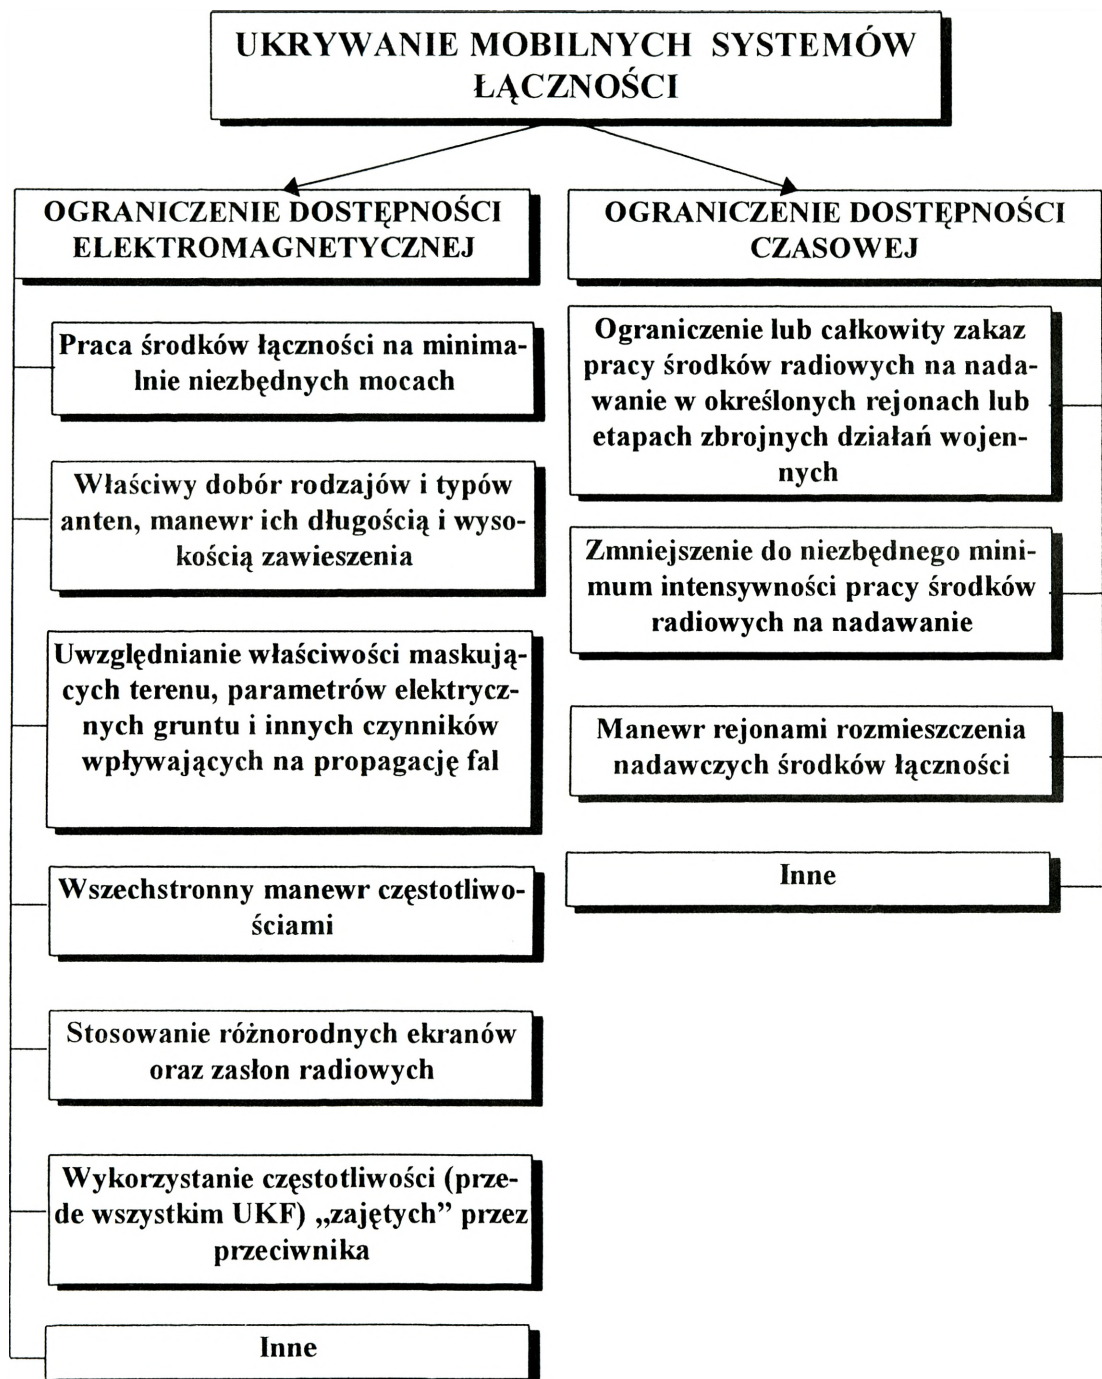 UKRYWANIE MOBILNYCH SYSTEMÓW
ŁĄCZNOŚCI
OGRANICZENIE DOSTĘPNOŚCI
ELEKTROMAGNETYCZNEJ
Praca środków łączności na minima-
lnie niezbędnych mocach
Właściwy dobór rodzajów i typów
anten, manewr ich długością i wyso-
kością zawieszenia
Uwzględnianie właściwości maskują-
cych terenu, parametrów elektrycz-
nych gruntu i innych czynników
wpływających na propagację fal
Wszechstronny manewr częstotliwo-
ściami
Stosowanie różnorodnych ekranów
oraz zasłon radiowych
Wykorzystanie częstotliwości (prze-
de wszystkim UKF) „zajętych” przez
przeciwnika
Inne
OGRANICZENIE DOSTĘPNOŚCI
CZASOWEJ
Ograniczenie lub całkowity zakaz
pracy środków radiowych na nada-
wanie w określonych rejonach lub
etapach zbrojnych działań wojen-
nych
Zmniejszenie do niezbędnego mini-
mum intensywności pracy środków
radiowych na nadawanie
Manewr rejonami rozmieszczenia
nadawczych środków łączności
Inne